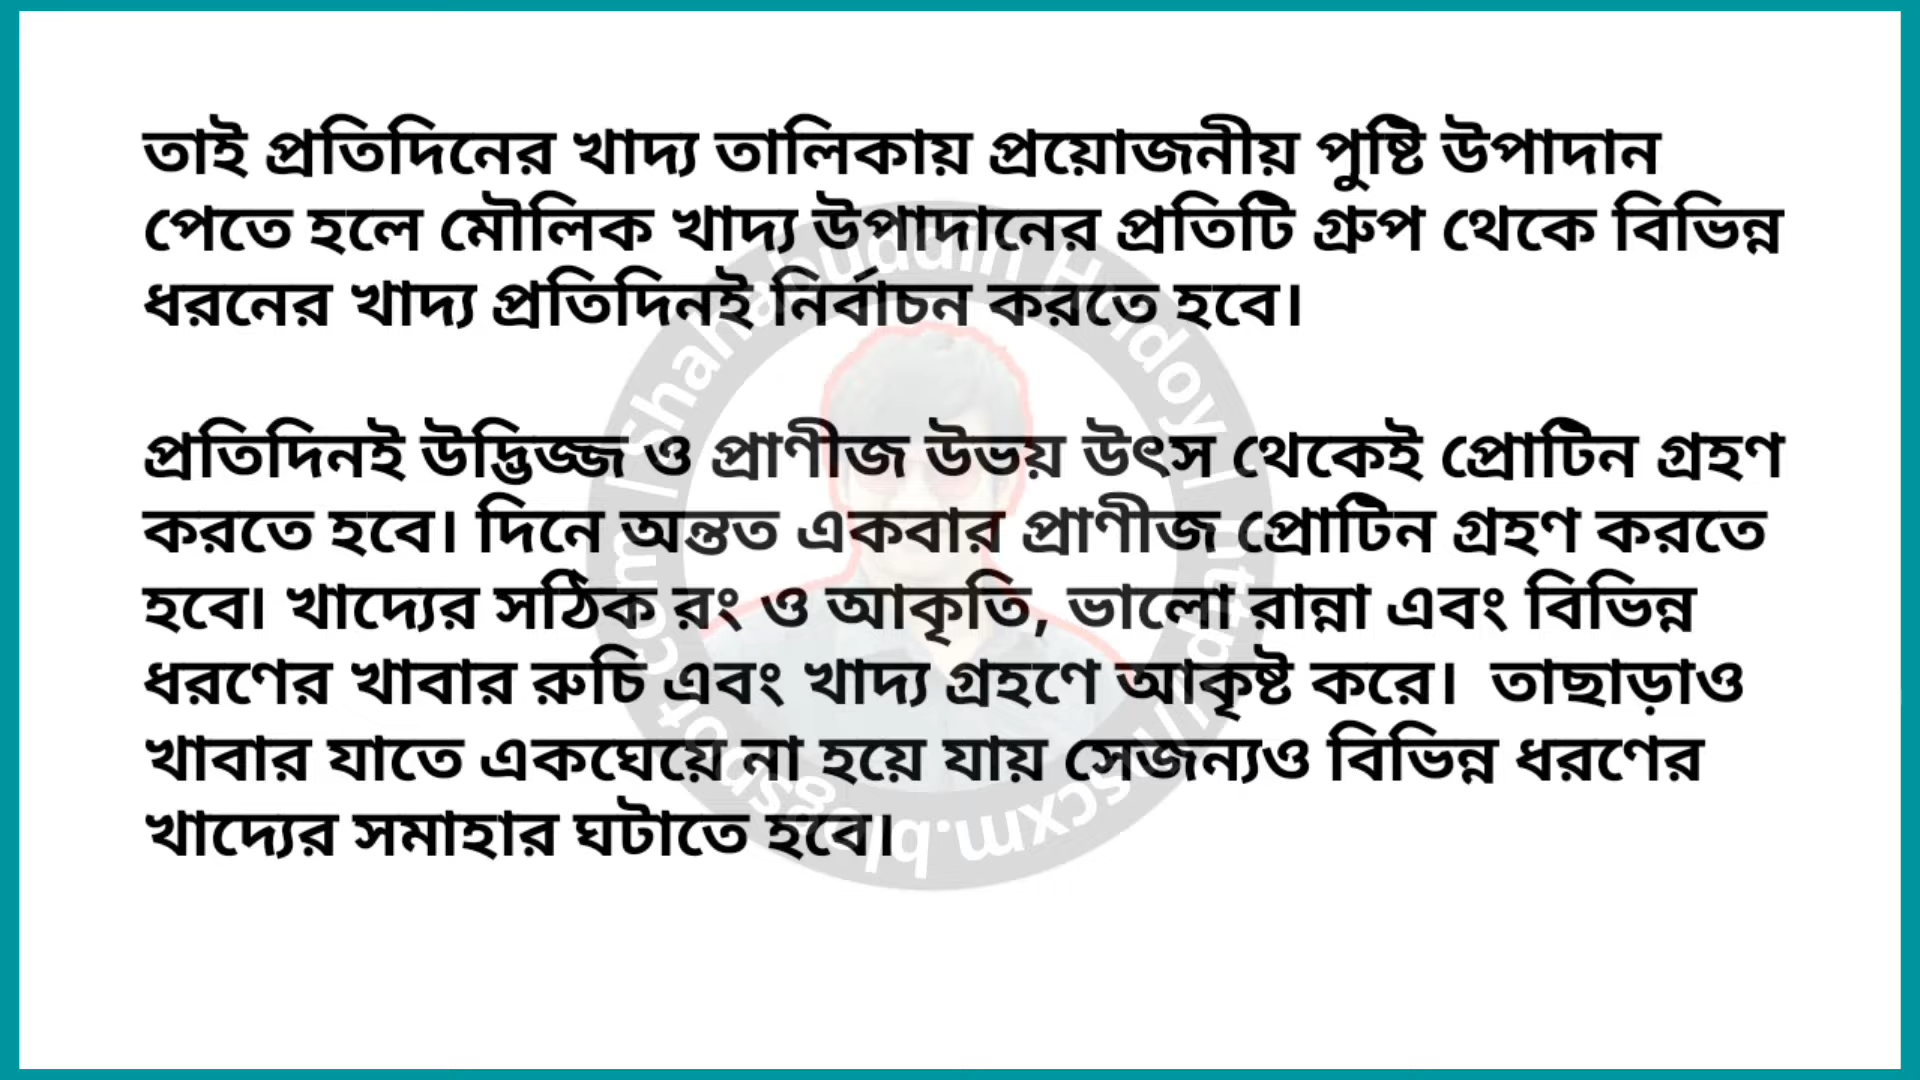 তাই প্রতিদিনের খাদ্য তালিকায় প্রয়োজনীয় পুষ্টি উপাদান
পেতে হলে মৌলিক খাদ্য উপাদানের প্রতিটি গ্রুপ থেকে বিভিন্ন
ধরনের খাদ্য প্রতিদিনই নির্বাচন করতে হবে।
প্রতিদিনই উদ্ভিজ্জ ও প্রাণীজ উভয় উৎস থেকেই প্রোটিন গ্রহণ
করতে হবে। দিনে অন্তত একবার প্রাণীজ প্রোটিন গ্রহণ করতে
হবে। খাদ্যের সঠিক রং ও আকৃতি, ভালো রান্না এবং বিভিন্ন
ধরণের খাবার রুচি এবং খাদ্য গ্রহণে আকৃষ্ট করে। তাছাড়াও
খাবার যাতে একঘেয়ে না হয়ে যায় সেজন্যও বিভিন্ন ধরণের
খাদ্যের সমাহার ঘটাতে হবে।
Shahabuddin Hridoy